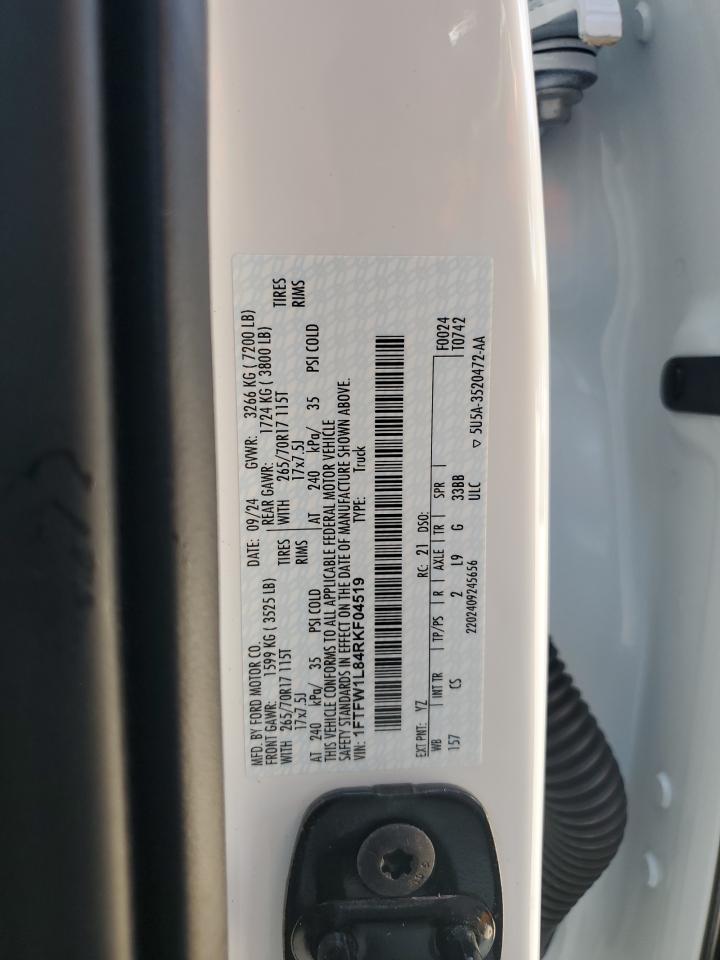 MFD. BY FORD MOTOR CO.
DATE: 09/24 GVWR: 3266 KG ( 7200 LB)
FRONT GAWR: 1599 KG ( 3525 LB) REAR GAWR: 1724 KG ( 3800 LB)
WITH 265/70R17 115T TIRES WITH 265/70R17 115T TIRES
17x7.5J RIMS 17x7.5J RIMS
AT 240 kPa/ 35 PSI COLD AT 240 kPa/ 35 PSI COLD
THIS VEHICLE CONFORMS TO ALL APPLICABLE FEDERAL MOTOR VEHICLE
SAFETY STANDARDS IN EFFECT ON THE DATE OF MANUFACTURE SHOWN ABOVE.
VIN: 1FTFW1L84RKF04519 TYPE: Truck
EXT PNT: YZ RC: 21 DSO: F0024
WB INT TR TP/PS R AXLE TR SPR T0742
157 CS 2 L9 G 33BB
2202409245656 ULC ▽ 5U5A-3520472-AA